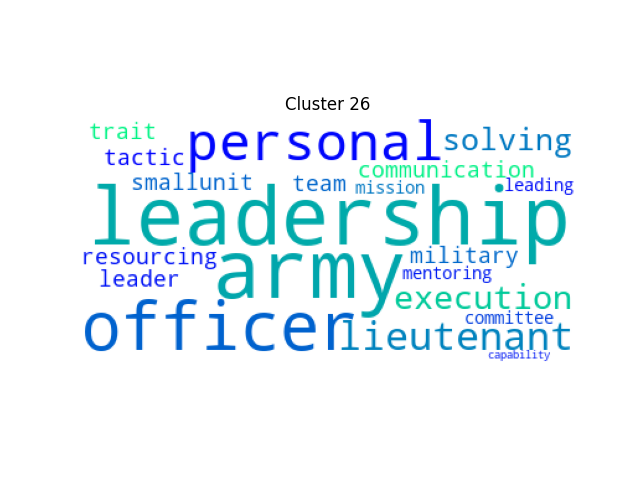 Cluster 26
trait
personal
solving
tactic
communication
smallunit
team
mission
leading
leadership
resourcing
army
military
leader
mentoring
execution
officer
lieutenant
committee
capability